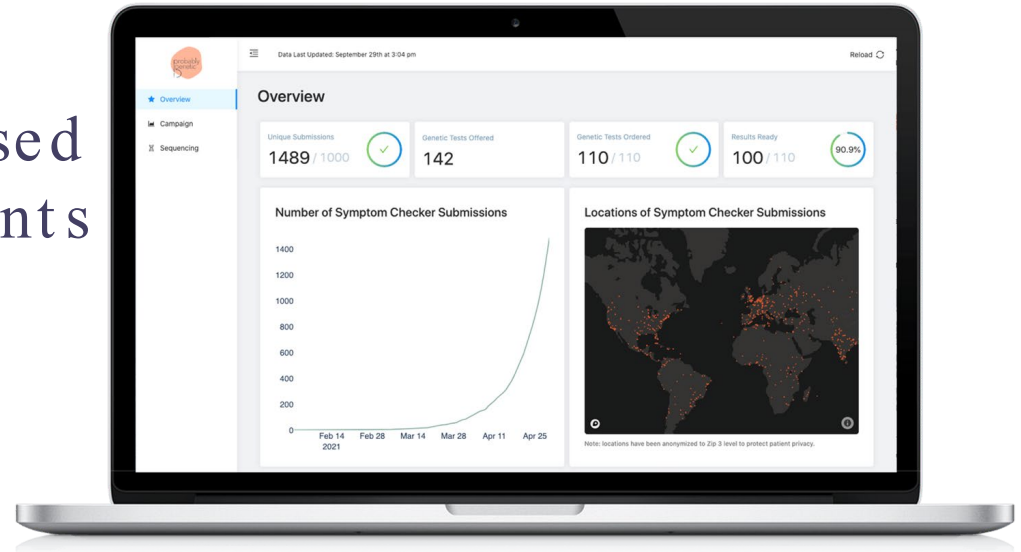 sed
nts
probably
genetic
Data Last Updated: September 29th at 3:04 pm
Reload
Overview
Campaign
Sequencing
Overview
Unique Submissions
1489 / 1000
Genetic Tests Offered
142
Genetic Tests Ordered
110 / 110
Results Ready
100 / 110
90.9%
Number of Symptom Checker Submissions
1400
1200
1000
800
600
400
200
0
Feb 14 Feb 28 Mar 14 Mar 28 Apr 11 Apr 25
2021
Locations of Symptom Checker Submissions
Note: locations have been anonymized to Zip 3 level to protect patient privacy.